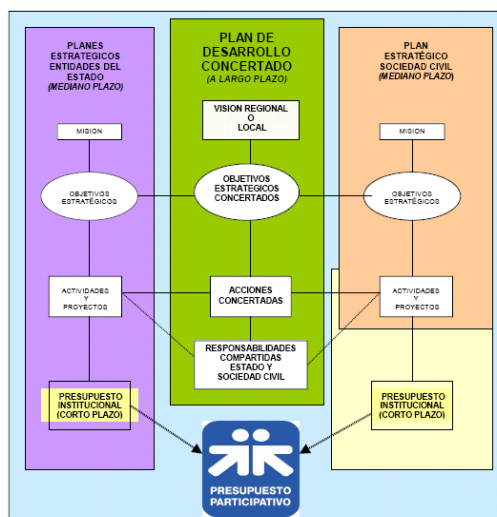 PLANES
ESTRATEGICOS
ENTIDADES DEL
ESTADO
(MEDIANO PLAZO)
MISION
OBJETIVOS
ESTRATÉGICOS
ACTIVIDADES
Y
PROYECTOS
PRESUPUESTO
INSTITUCIONAL
(CORTO PLAZO)
PLAN DE
DESARROLLO
CONCERTADO
(A LARGO PLAZO)
VISION REGIONAL
O
LOCAL
OBJETIVOS
ESTRATEGICOS
CONCERTADOS
ACCIONES
CONCERTADAS
RESPONSABILIDADES
COMPARTIDAS
ESTADO Y
SOCIEDAD CIVIL
PLAN
ESTRATÉGICO
SOCIEDAD CIVIL
(MEDIANO PLAZO)
MISION
OBJETIVOS
ESTRATÉGICOS
ACTIVIDADES
Y
PROYECTOS
PRESUPUESTO
INSTITUCIONAL
(CORTO PLAZO)
PRESUPUESTO
PARTICIPATIVO